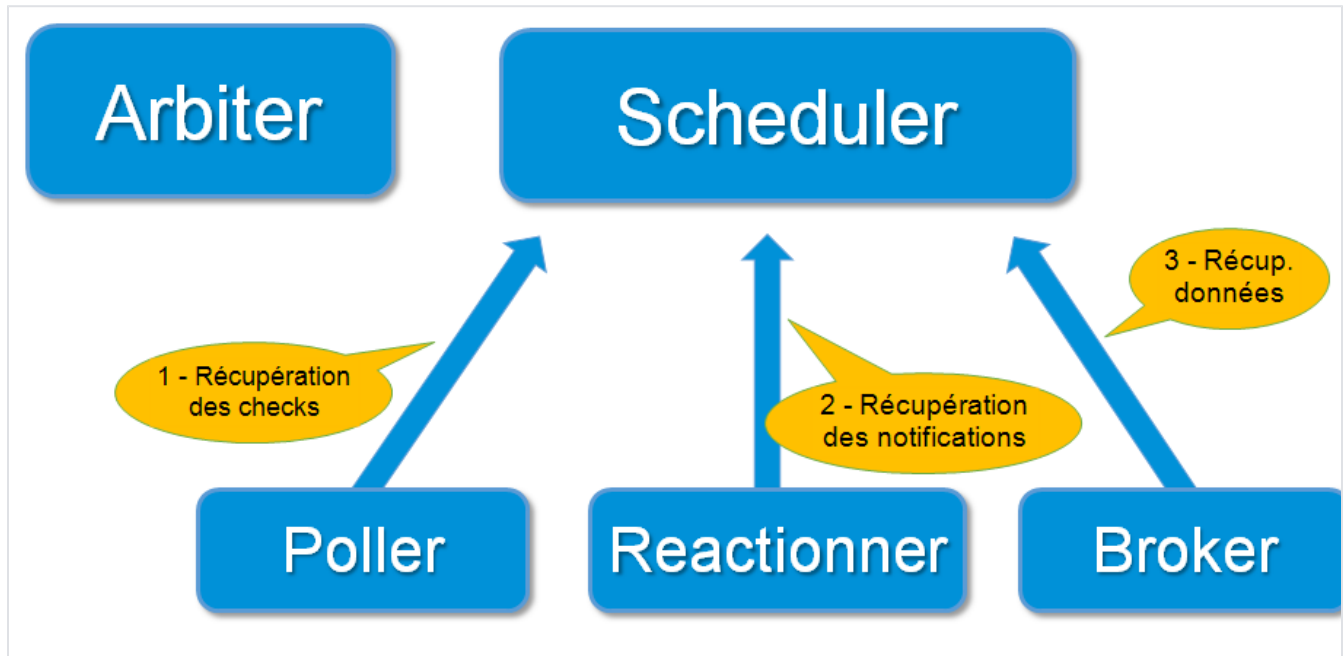 Arbiter
Scheduler
3 - Récup.
données
1 - Récupération
des checks
2 - Récupération
des notifications
Poller
Reactionner
Broker